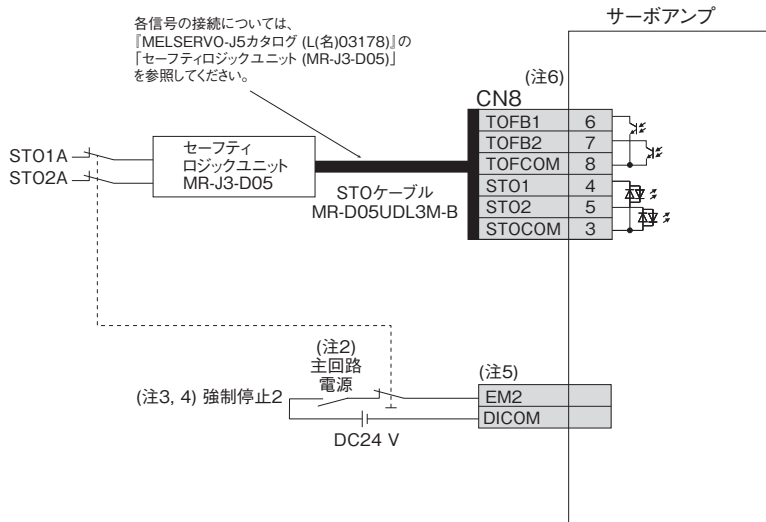 サーボアンプ
各信号の接続については、
『MELSERVO-J5カタログ (L(名)03178)』の
「セーフティロジックユニット (MR-J3-D05)」
を参照してください。
(注6)
CN8
TOFB1 6
TOFB2 7
TOFCOM 8
STO1 4
STO2 5
STOCOM 3
STO1A
STO2A
セーフティ
ロジックユニット
MR-J3-D05
STOケーブル
MR-D05UDL3M-B
(注2)
主回路
電源
(注3, 4) 強制停止2
DC24 V
(注5)
EM2
DICOM